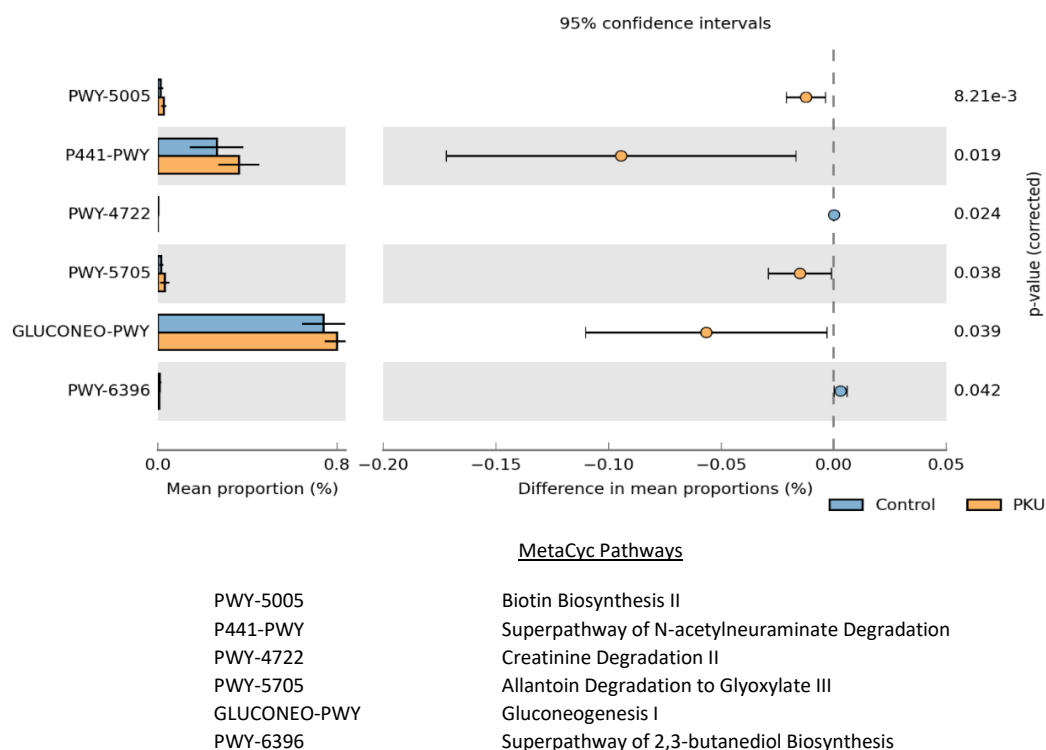 95% confidence intervals
PWY-5005 8.21e-3
P441-PWY 0.019
PWY-4722 0.024
PWY-5705 0.038
GLUCONEO-PWY 0.039
PWY-6396 0.042
p-value (corrected)
0.0 0.8 −0.20 −0.15 −0.10 −0.05 0.00 0.05
Mean proportion (%) Difference in mean proportions (%)
Control PKU
MetaCyc Pathways
PWY-5005 Biotin Biosynthesis II
P441-PWY Superpathway of N-acetylneuraminate Degradation
PWY-4722 Creatinine Degradation II
PWY-5705 Allantoin Degradation to Glyoxylate III
GLUCONEO-PWY Gluconeogenesis I
PWY-6396 Superpathway of 2,3-butanediol Biosynthesis